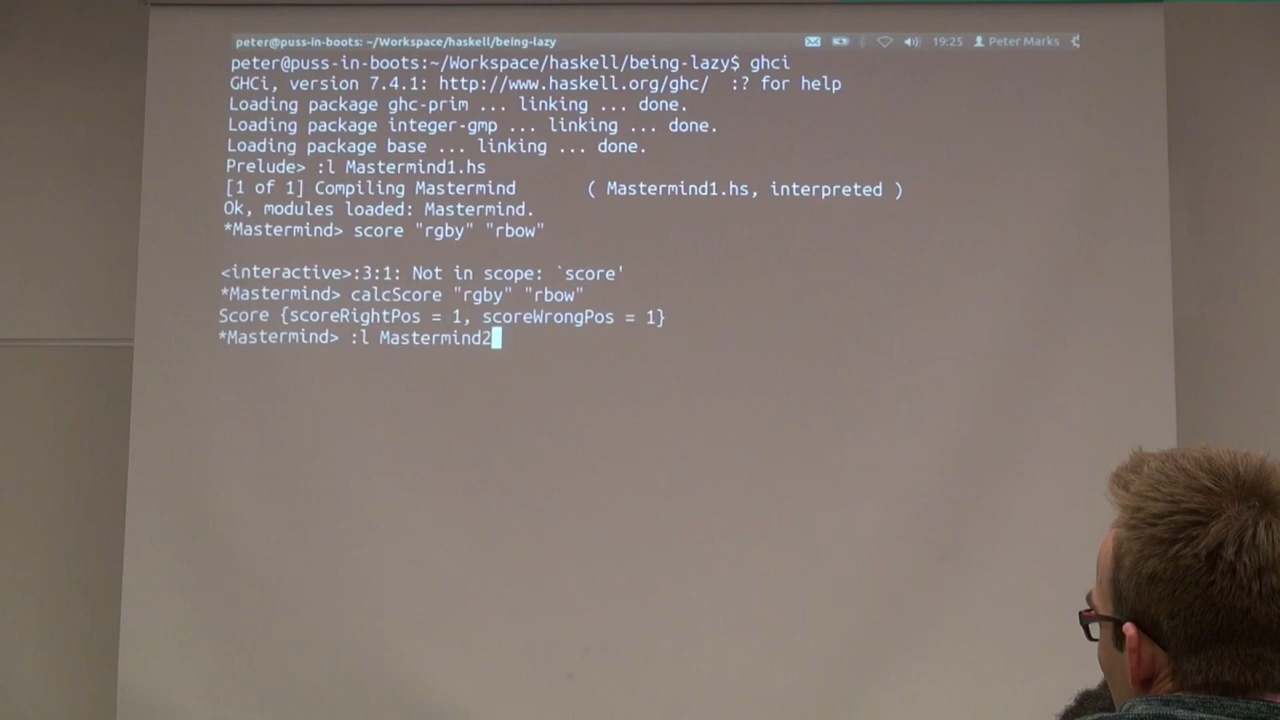 peter@puss-in-boots: ~/Workspace/haskell/being-lazy 19:25 Peter Marks
peter@puss-in-boots:~/Workspace/haskell/being-lazy$ ghci
GHCi, version 7.4.1: http://www.haskell.org/ghc/  :? for help
Loading package ghc-prim ... linking ... done.
Loading package integer-gmp ... linking ... done.
Loading package base ... linking ... done.
Prelude> :l Mastermind1.hs
[1 of 1] Compiling Mastermind       ( Mastermind1.hs, interpreted )
Ok, modules loaded: Mastermind.
*Mastermind> score "rgby" "rbow"
<interactive>:3:1: Not in scope: `score'
*Mastermind> calcScore "rgby" "rbow"
Score {scoreRightPos = 1, scoreWrongPos = 1}
*Mastermind> :l Mastermind2